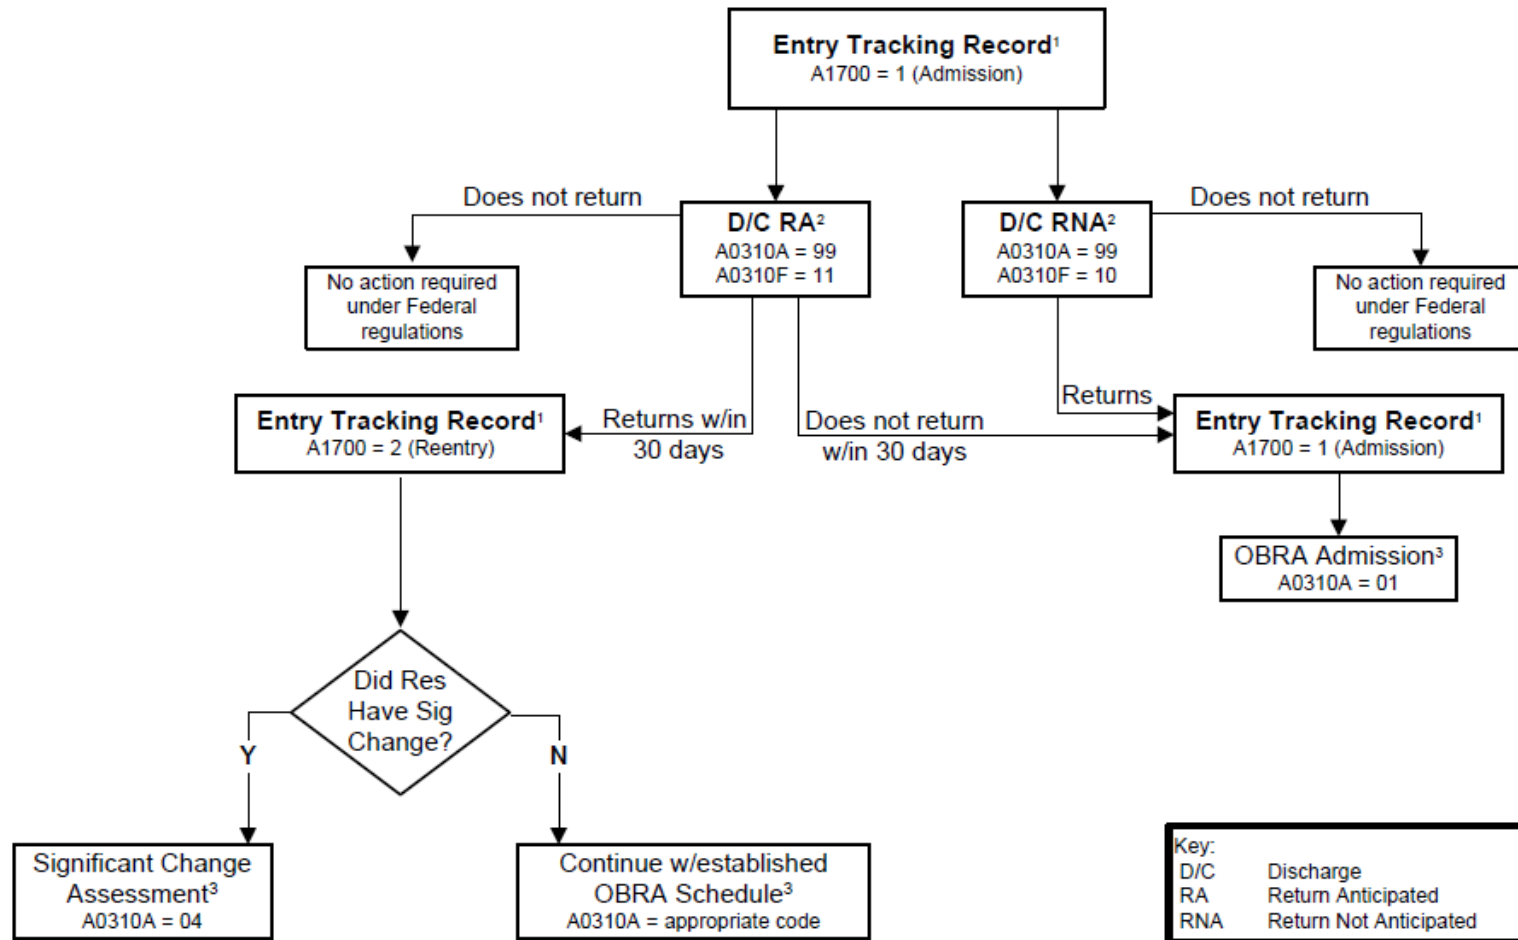 Entry Tracking Record¹
A1700 = 1 (Admission)
Does not return
D/C RA²
A0310A = 99
A0310F = 11
D/C RNA²
A0310A = 99
A0310F = 10
Does not return
No action required
under Federal
regulations
No action required
under Federal
regulations
Entry Tracking Record¹
A1700 = 2 (Reentry)
Returns w/in
30 days
Does not return
w/in 30 days
Returns
Entry Tracking Record¹
A1700 = 1 (Admission)
OBRA Admission³
A0310A = 01
Did Res
Have Sig
Change?
Y
N
Significant Change
Assessment³
A0310A = 04
Continue w/established
OBRA Schedule³
A0310A = appropriate code
Key:
D/C Discharge
RA Return Anticipated
RNA Return Not Anticipated